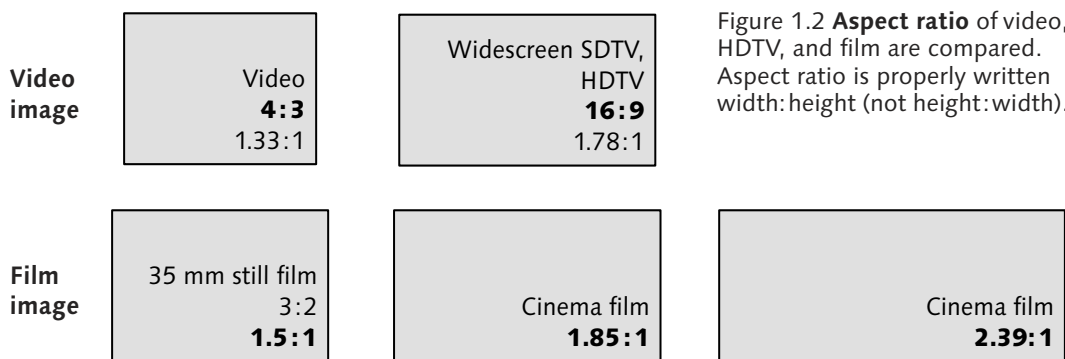 Video
image
Video
4:3
1.33:1
Widescreen SDTV,
HDTV
16:9
1.78:1
Figure 1.2 Aspect ratio of video,
HDTV, and film are compared.
Aspect ratio is properly written
width:height (not height:width).
Film
image
35 mm still film
3:2
1.5:1
Cinema film
1.85:1
Cinema film
2.39:1